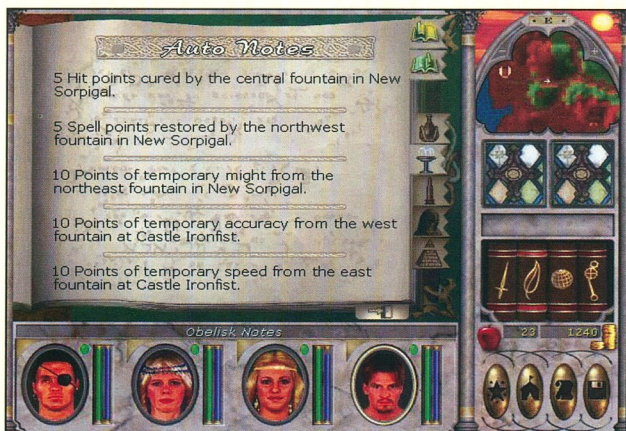 Auto Notes
E
5 Hit points cured by the central fountain in New
Sorpigal.
5 Spell points restored by the northwest
fountain in New Sorpigal.
10 Points of temporary might from the
northeast fountain in New Sorpigal.
10 Points of temporary accuracy from the west
fountain at Castle Ironfist.
10 Points of temporary speed from the east
fountain at Castle Ironfist.
Obelisk Notes
23
1240